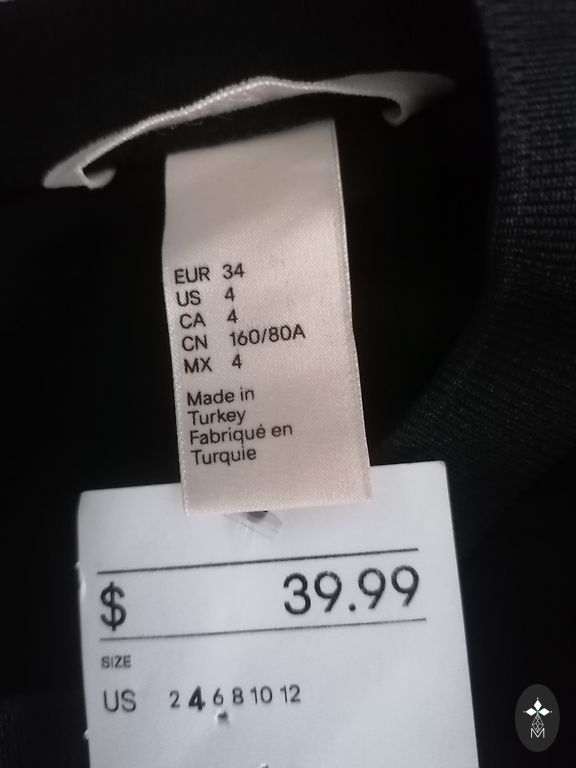 EUR 34
US 4
CA 4
CN 160/80A
MX 4
Made in
Turkey
Fabriqué en
Turquie
$ 39.99
SIZE
US 2 4 6 8 10 12
M